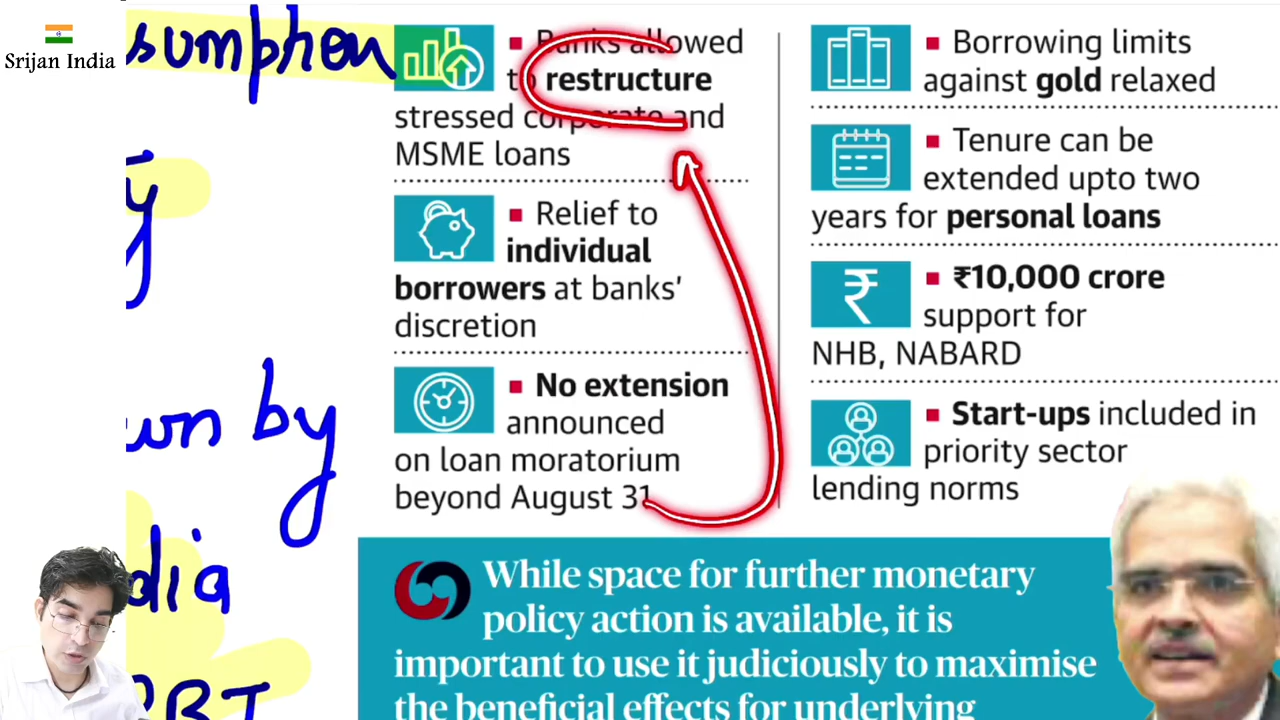 Srijan India
sumption
wn by
dia
RBI
■ Banks allowed
to restructure
stressed corporate and
MSME loans
■ Relief to
individual
borrowers at banks’
discretion
■ No extension
announced
on loan moratorium
beyond August 31
■ Borrowing limits
against gold relaxed
■ Tenure can be
extended upto two
years for personal loans
■ ₹10,000 crore
support for
NHB, NABARD
■ Start-ups included in
priority sector
lending norms
While space for further monetary
policy action is available, it is
important to use it judiciously to maximise
the beneficial effects for underlying